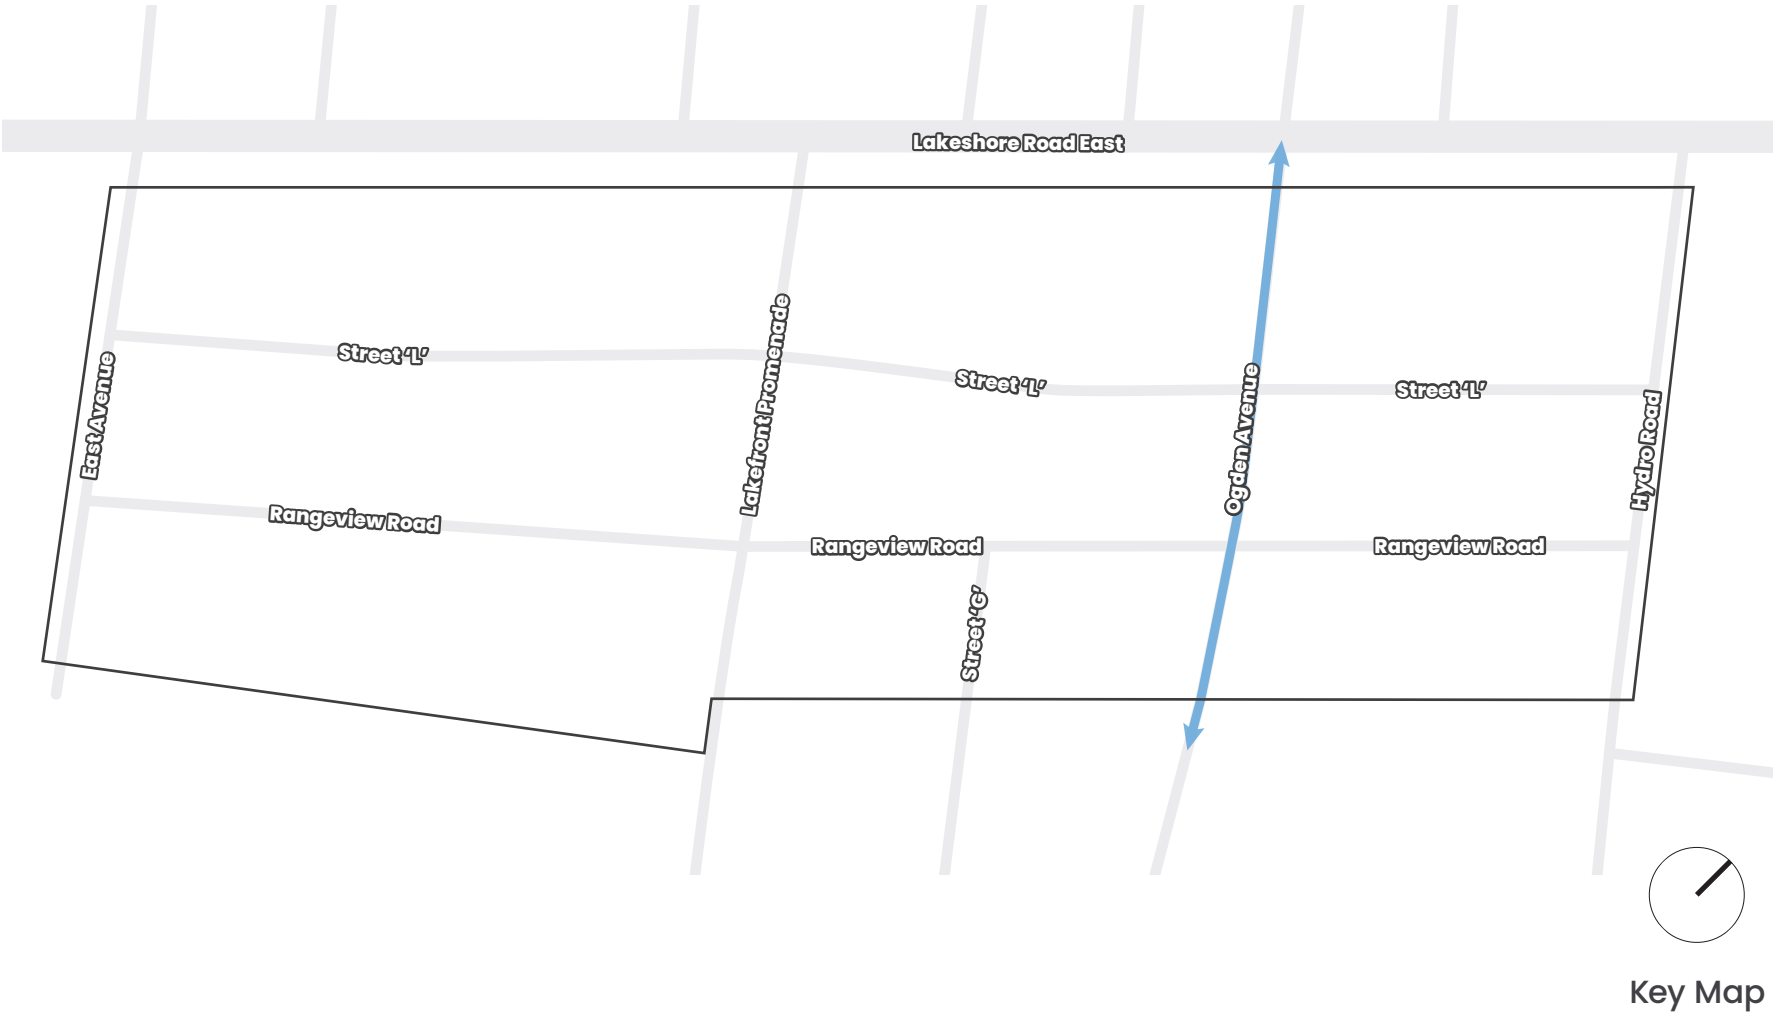 Lakeshore Road East
Lakefront Promenade
Street ‘L’
East Avenue
Street ‘L’
Ogden Avenue
Street ‘L’
Hydro Road
Rangeview Road
Rangeview Road
Rangeview Road
Street ‘G’
Key Map